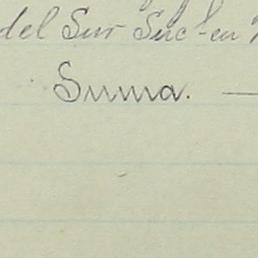 del Sur Suc-en
Suma. —